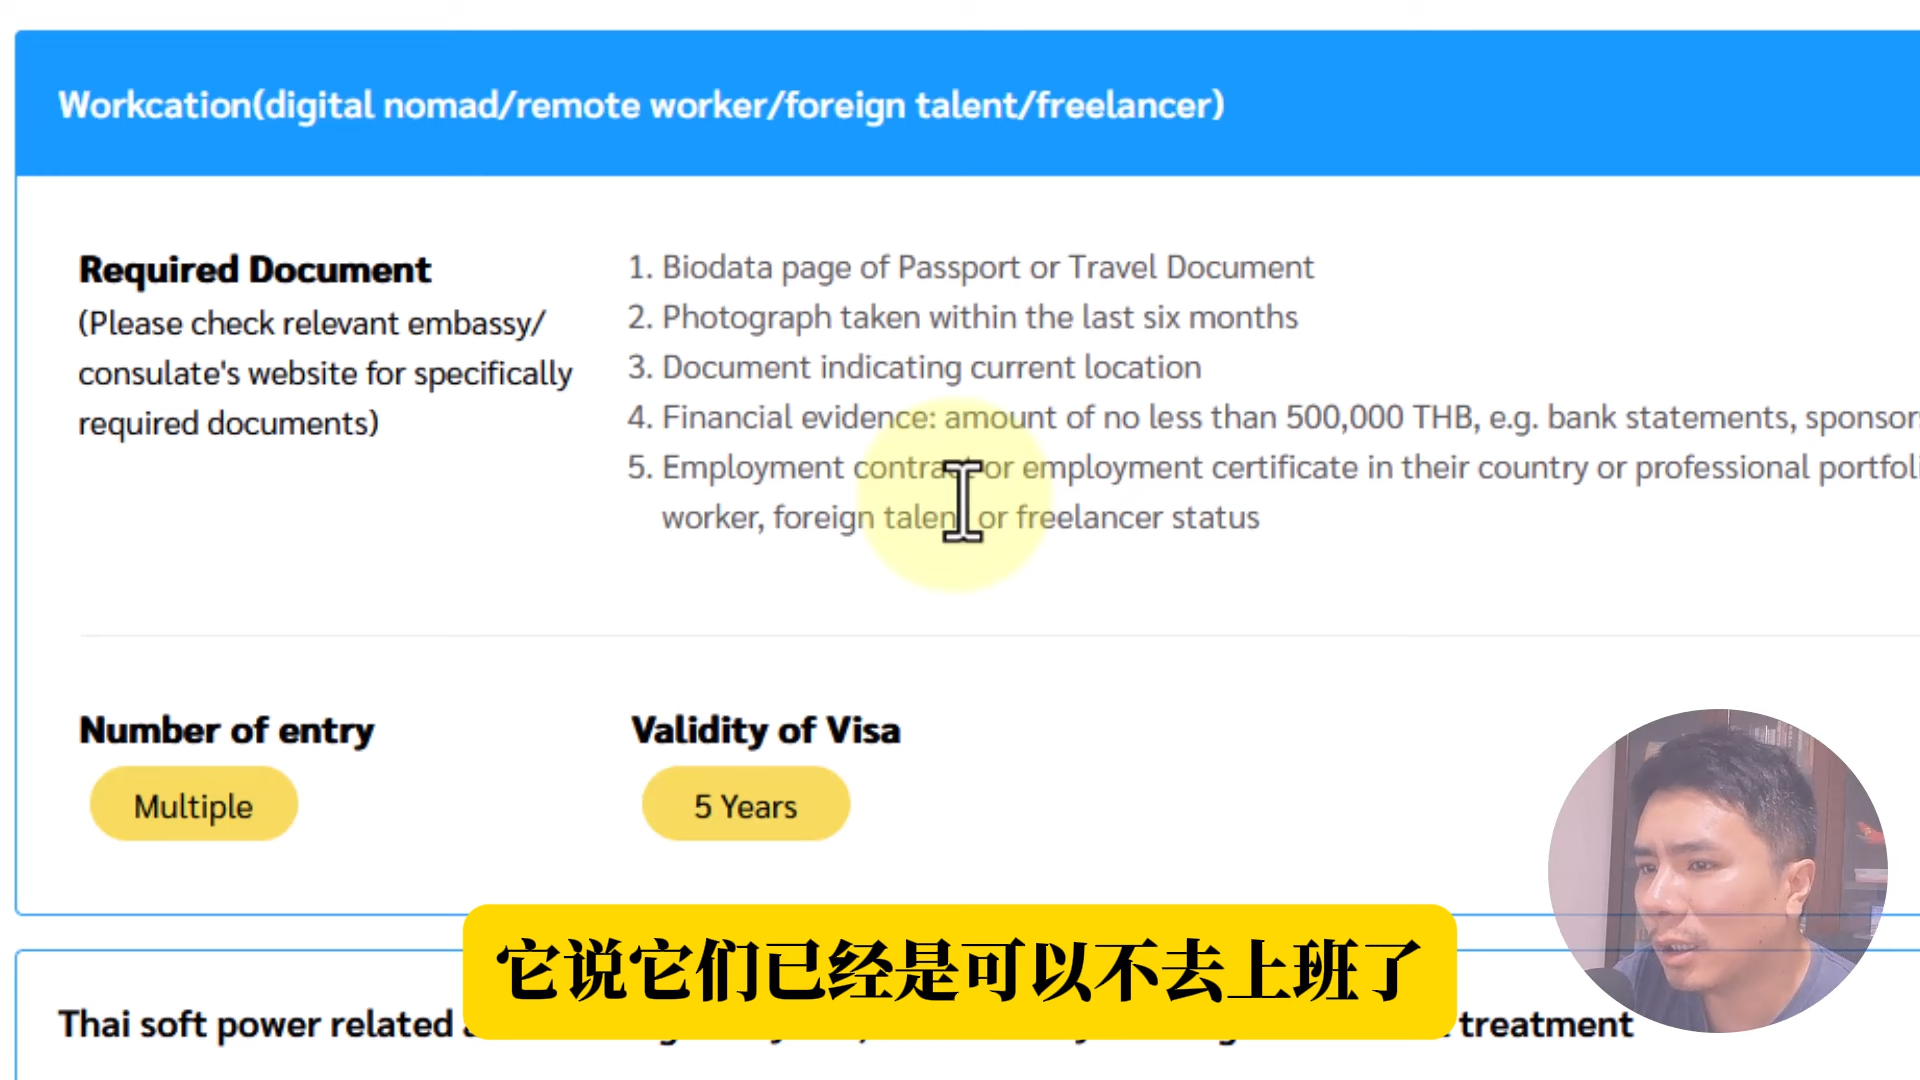 Workcation(digital nomad/remote worker/foreign talent/freelancer)
Required Document
(Please check relevant embassy/
consulate's website for specifically
required documents)
1. Biodata page of Passport or Travel Document
2. Photograph taken within the last six months
3. Document indicating current location
4. Financial evidence: amount of no less than 500,000 THB, e.g. bank statements,
5. Employment contract or employment certificate in their country or professional
worker, foreign talent or freelancer status
Number of entry
Multiple
Validity of Visa
5 Years
它说它们已经是可以不去上班了
Thai soft power related
treatment